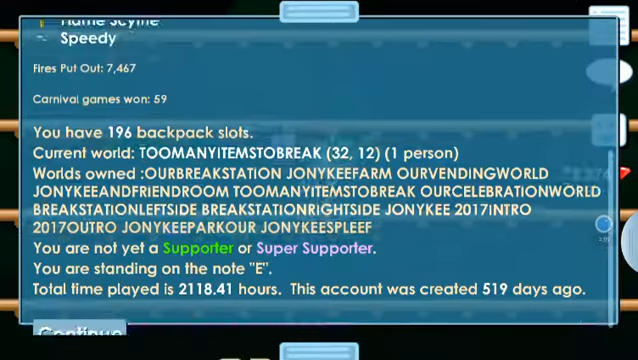 Flame Scythe
Speedy
Fires Put Out: 7,467
Carnival games won: 59
You have 196 backpack slots.
Current world: TOOMANYITEMSTOBREAK (32, 12) (1 person)
Worlds owned :OURBREAKSTATION JONYKEEFARM OURVENDINGWORLD
JONYKEEANDFRIENDROOM TOOMANYITEMSTOBREAK OURCELEBRATIONWORLD
BREAKSTATIONLEFTSIDE BREAKSTATIONRIGHTSIDE JONYKEE 2017INTRO
2017OUTRO JONYKEEPARKOUR JONYKEESPLEEF
You are not yet a Supporter or Super Supporter.
You are standing on the note "E".
Total time played is 2118.41 hours. This account was created 519 days ago.
Continue